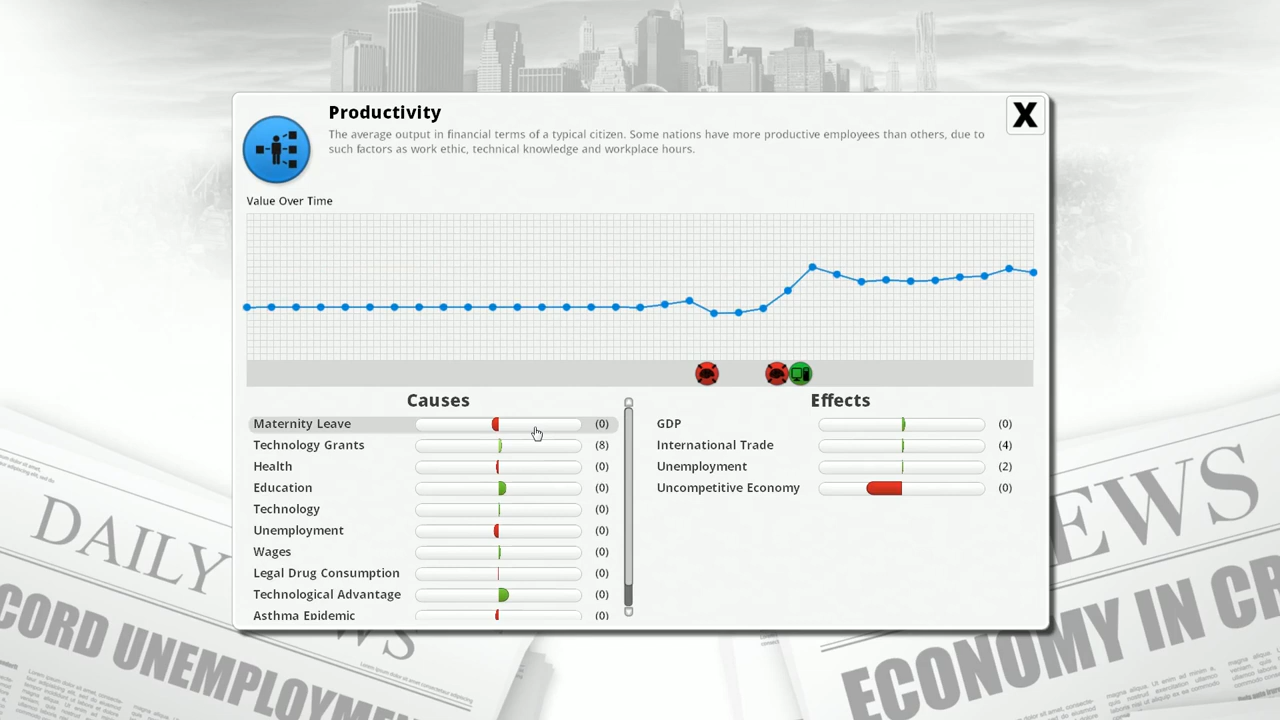 Productivity
X
The average output in financial terms of a typical citizen. Some nations have more productive employees than others, due to
such factors as work ethic, technical knowledge and workplace hours.
Value Over Time
Causes
Maternity Leave (0)
Technology Grants (8)
Health (0)
Education (0)
Technology (0)
Unemployment (0)
Wages (0)
Legal Drug Consumption (0)
Technological Advantage (0)
Asthma Epidemic (0)
Effects
GDP (0)
International Trade (4)
Unemployment (2)
Uncompetitive Economy (0)
DAILY
WS
CORD UNEMPLOYM
EWS
ECONOMY IN CR